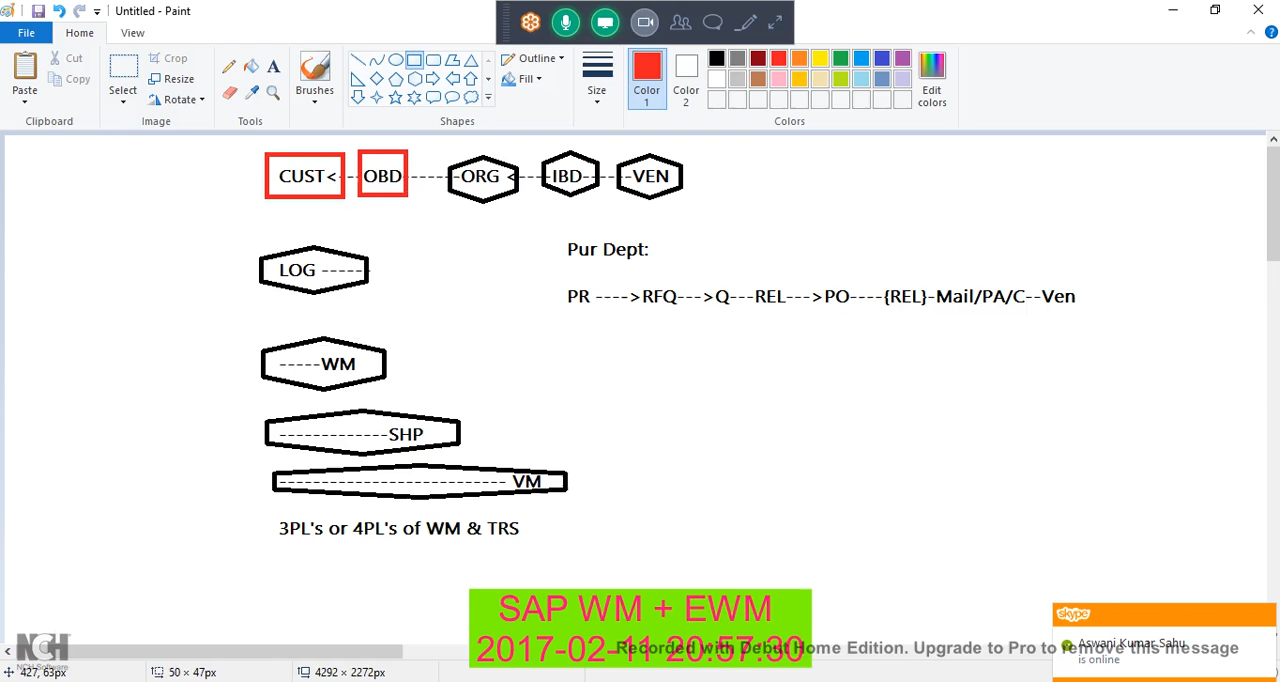 Untitled - Paint
File
Home
View
Paste
Cut
Copy
Clipboard
Select
Crop
Resize
Rotate
Image
A
Tools
Brushes
Outline
Fill
Shapes
Size
Color
1
Color
2
Edit
colors
Colors
CUST<--OBD------ORG <---IBD-----VEN
LOG ------
Pur Dept:
PR ---->RFQ--->Q---REL--->PO----{REL}-Mail/PA/C--Ven
-----WM
-------------SHP
--------------------------- VM
3PL's or 4PL's of WM & TRS
SAP WM + EWM
2017-02-11 20:57:30
Recorded with Debut Home Edition. Upgrade to Pro to remove this message
NCH
NCH Software
skype
Aswani Kumar Sahu
is online
427, 63px
50 × 47px
4292 × 2272px